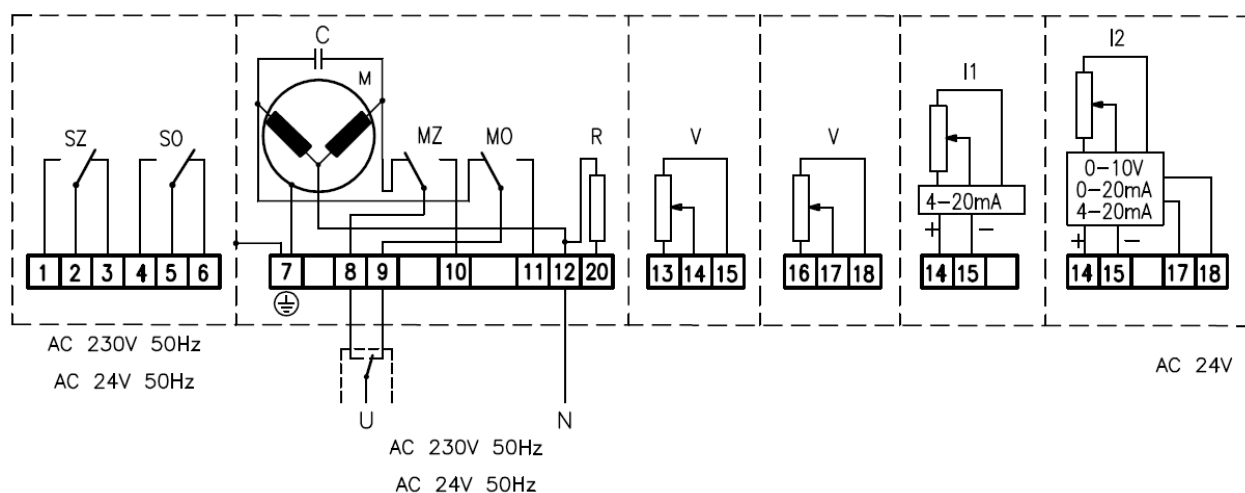 C
I2
M
I1
SZ
SO
MZ
MO
R
V
V
0-10V
0-20mA
4-20mA
4-20mA
+
-
+
-
1 2 3 4 5 6
7 8 9 10 11 12 20
13 14 15
16 17 18
14 15
14 15 17 18
AC 230V 50Hz
AC 24V 50Hz
AC 24V
U
N
AC 230V 50Hz
AC 24V 50Hz